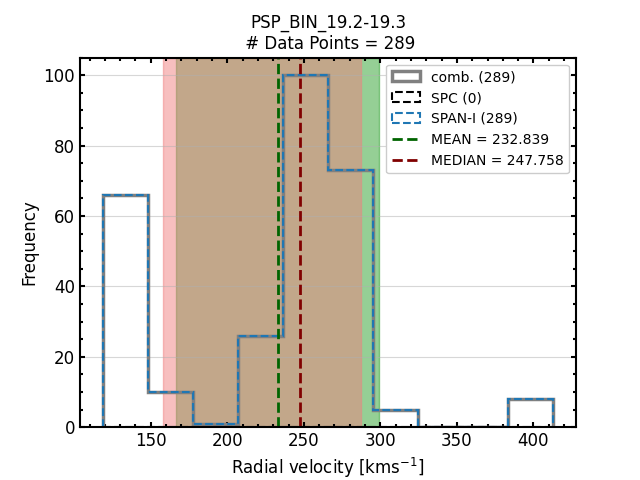 PSP_BIN_19.2-19.3
# Data Points = 289
100
80
60
40
20
0
Frequency
comb. (289)
SPC (0)
SPAN-I (289)
MEAN = 232.839
MEDIAN = 247.758
150 200 250 300 350 400
Radial velocity [kms⁻¹]